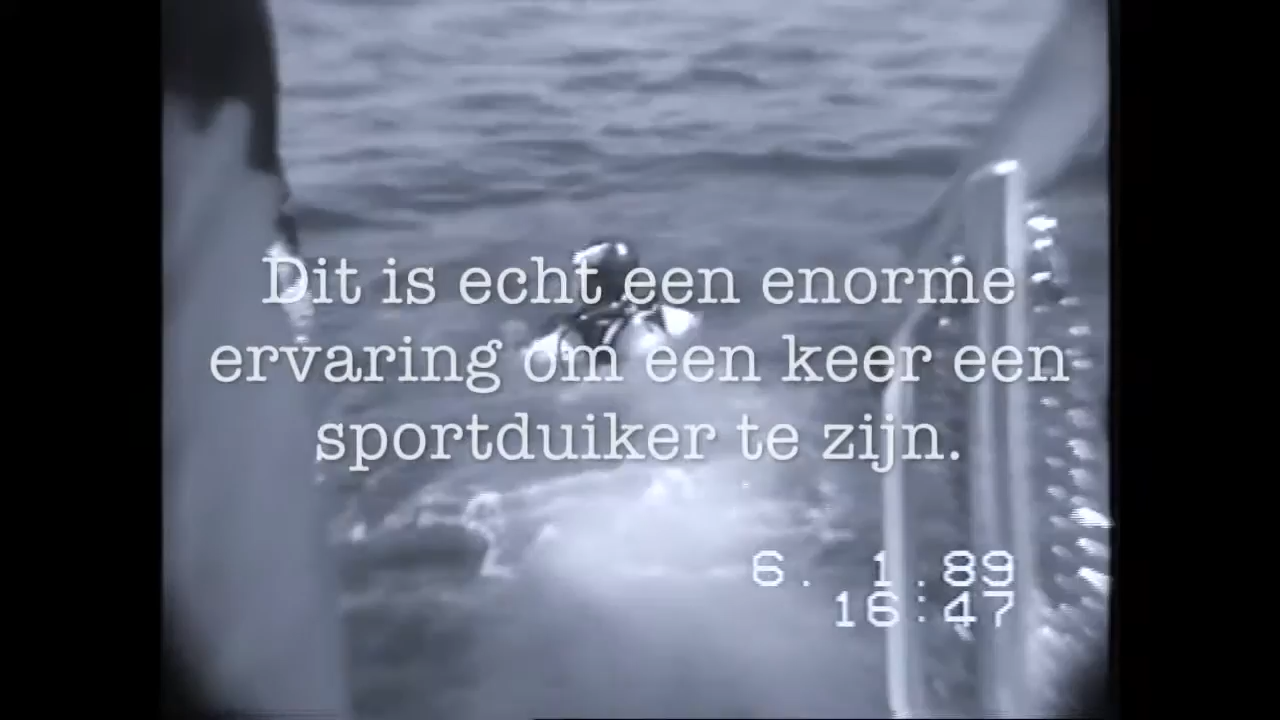 Dit is echt een enorme
ervaring om een keer een
sportduiker te zijn.
6. 1.89
16:47